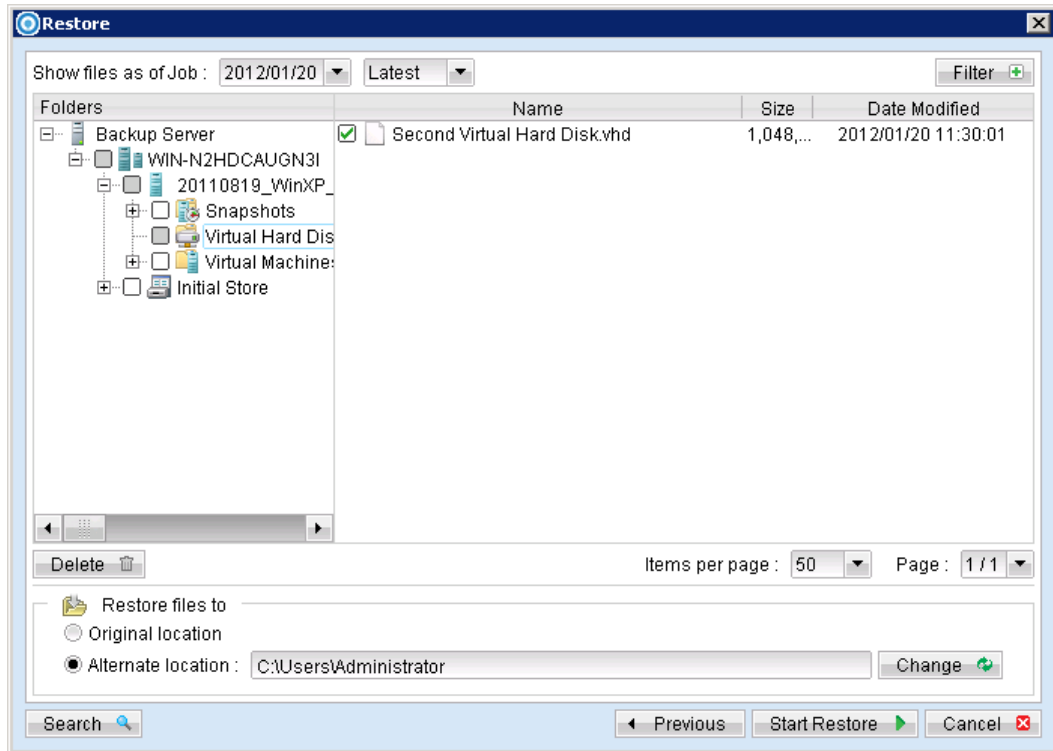 Restore
Show files as of Job : 2012/01/20 Latest Filter
Folders Name Size Date Modified
Backup Server Second Virtual Hard Disk.vhd 1,048,... 2012/01/20 11:30:01
WIN-N2HDCAUGN3I
20110819_WinXP_
Snapshots
Virtual Hard Dis
Virtual Machines
Initial Store
Delete Items per page : 50 Page : 1 / 1
Restore files to
Original location
Alternate location : C:\Users\Administrator Change
Search Previous Start Restore Cancel